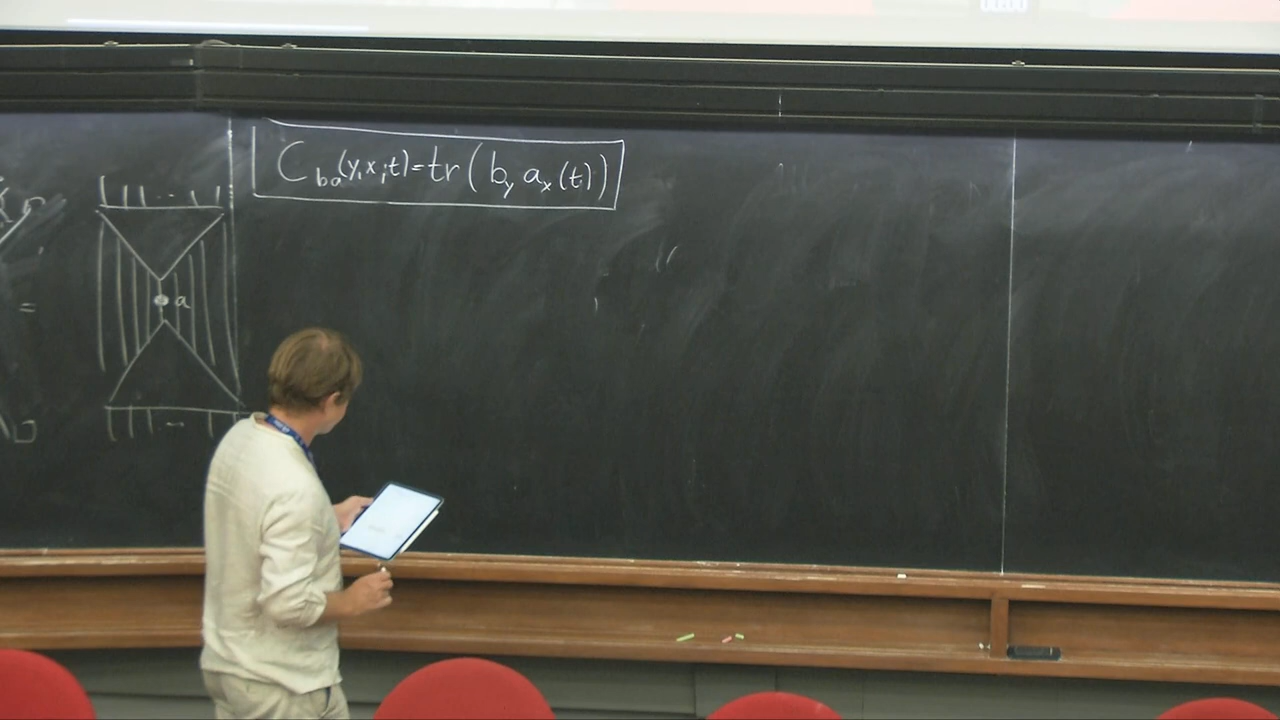 C_{ba}(y,x;t)=tr(b_y a_x(t))
a
=